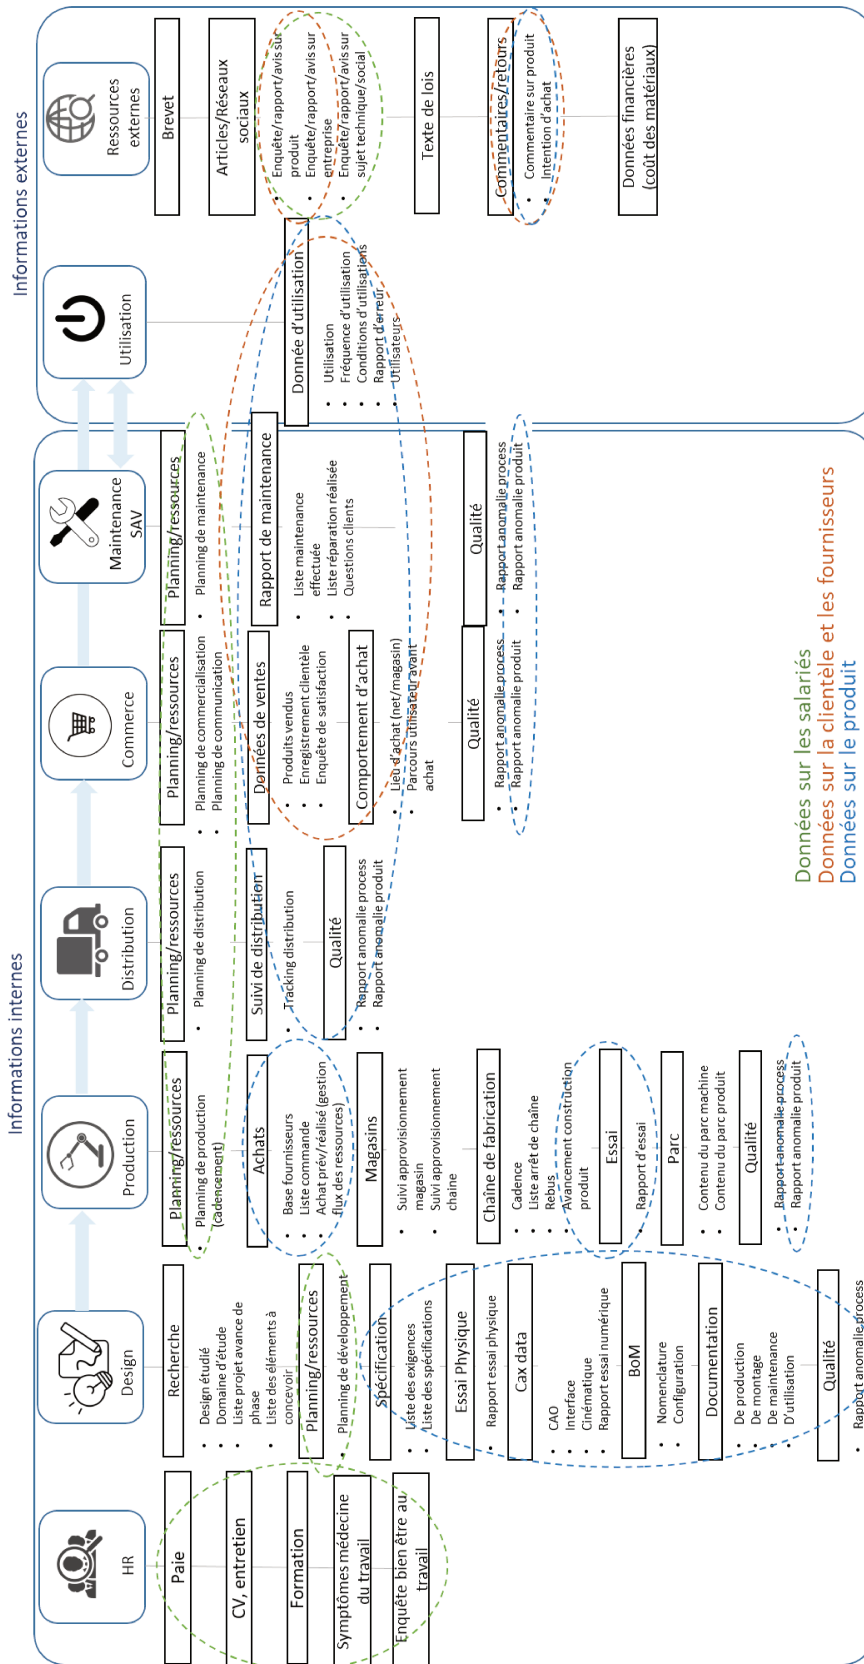 Informations internes
Informations externes
HR
Paie
CV, entretien
Formation
Symptômes médecine
du travail
Enquête bien être au
travail
Design
Recherche
• Design étudié
• Domaine d'étude
• Liste projet avance de
phase
• Liste des éléments à
concevoir
Planning/ressources
• Planning de développement
Spécification
• Liste des exigences
• Liste des spécifications
Essai Physique
• Rapport essai physique
Cax data
• CAO
• Interface
• Cinématique
• Rapport essai numérique
BoM
• Nomenclature
• Configuration
Documentation
• De production
• De montage
• De maintenance
• D'utilisation
Qualité
• Rapport anomalie process
Production
Planning/ressources
• Planning de production
(cadencement)
Achats
• Base fournisseurs
• Liste commande
• Achat prév/réalisé (gestion
flux des ressources)
Magasins
• Suivi approvisionnement
magasin
• Suivi approvisionnement
chaine
Chaîne de fabrication
• Cadence
• Liste arrêt de chaîne
• Rebus
• Avancement construction
produit
Essai
• Rapport d'essai
Parc
• Contenu du parc machine
• Contenu du parc produit
Qualité
• Rapport anomalie process
• Rapport anomalie produit
Distribution
Planning/ressources
• Planning de distribution
Suivi de distribution
• Tracking distribution
Qualité
• Rapport anomalie process
• Rapport anomalie produit
Commerce
Planning/ressources
• Planning de commercialisation
• Planning de communication
Données de ventes
• Produits vendus
• Enregistrement clientèle
• Enquête de satisfaction
Comportement d'achat
• Lieu d'achat (net/magasin)
• Parcours utilisateur avant
achat
Qualité
• Rapport anomalie process
• Rapport anomalie produit
Maintenance
SAV
Planning/ressources
• Planning de maintenance
Rapport de maintenance
• Liste maintenance
effectuée
• Liste réparation réalisée
• Questions clients
Qualité
• Rapport anomalie process
• Rapport anomalie produit
Utilisation
Donnée d'utilisation
• Utilisation
• Fréquence d'utilisation
• Conditions d'utilisations
• Rapport d'erreur
• Utilisateurs
Ressources
externes
Brevet
Articles/Réseaux
sociaux
• Enquête/rapport/avis sur
produit
• Enquête/rapport/avis sur
entreprise
• Enquête/rapport/avis sur
sujet technique/social
Texte de lois
Commentaires/retours
• Commentaire sur produit
• Intention d'achat
Données financières
(coût des matériaux)
Données sur les salariés
Données sur la clientèle et les fournisseurs
Données sur le produit